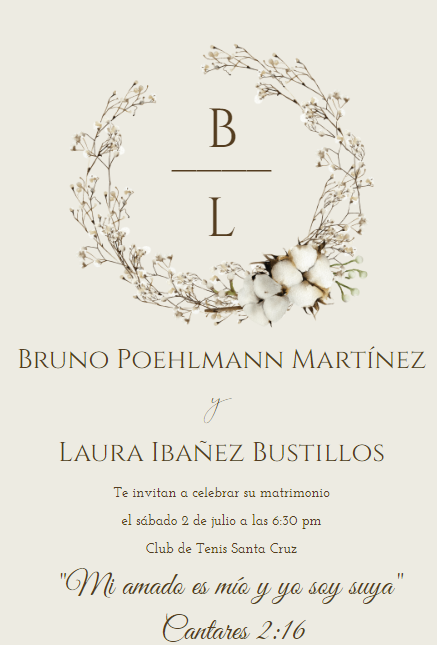 B
L
Bruno Poehlmann Martínez
y
Laura Ibañez Bustillos
Te invitan a celebrar su matrimonio
el sábado 2 de julio a las 6:30 pm
Club de Tenis Santa Cruz
"Mi amado es mío y yo soy suya"
Cantares 2:16